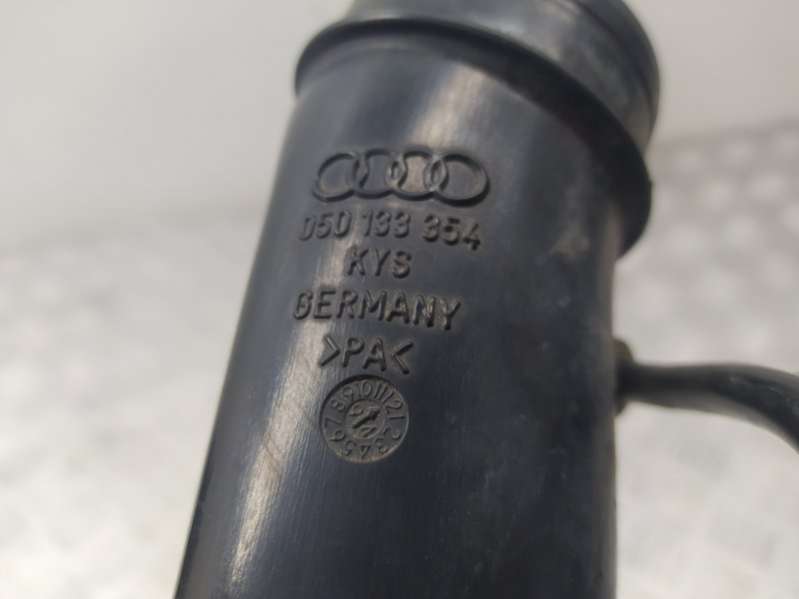 050 133 354
KYS
GERMANY
>PA<